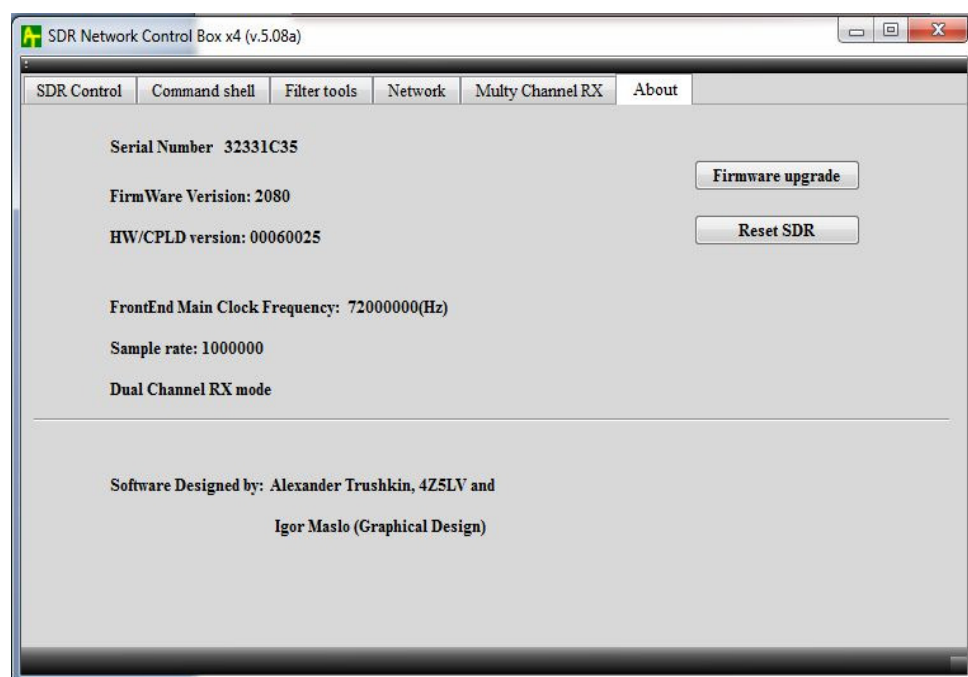 SDR Network Control Box x4 (v.5.08a)
SDR Control Command shell Filter tools Network Multy Channel RX About
Serial Number 32331C35
Firmware upgrade
FirmWare Verision: 2080
Reset SDR
HW/CPLD version: 00060025
FrontEnd Main Clock Frequency: 72000000(Hz)
Sample rate: 1000000
Dual Channel RX mode
Software Designed by: Alexander Trushkin, 4Z5LV and
Igor Maslo (Graphical Design)